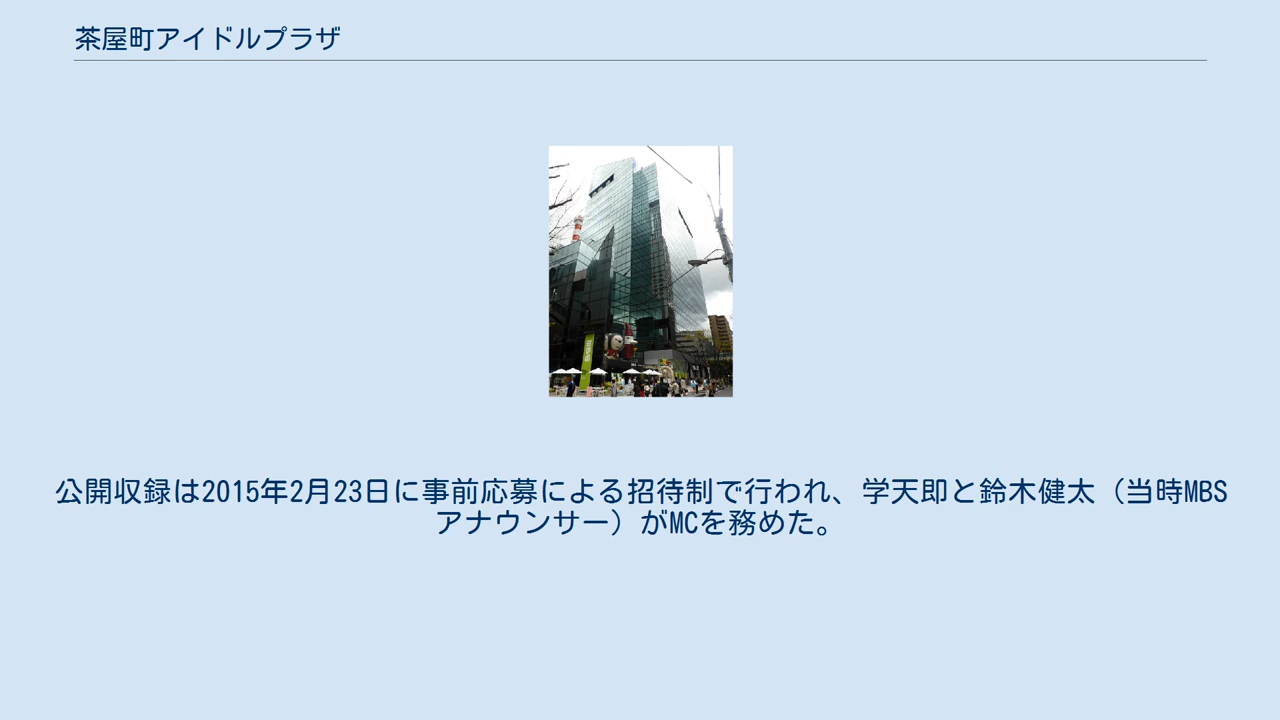 茶屋町アイドルプラザ
公開収録は2015年2月23日に事前応募による招待制で行われ、学天即と鈴木健太（当時MBS
アナウンサー）がMCを務めた。